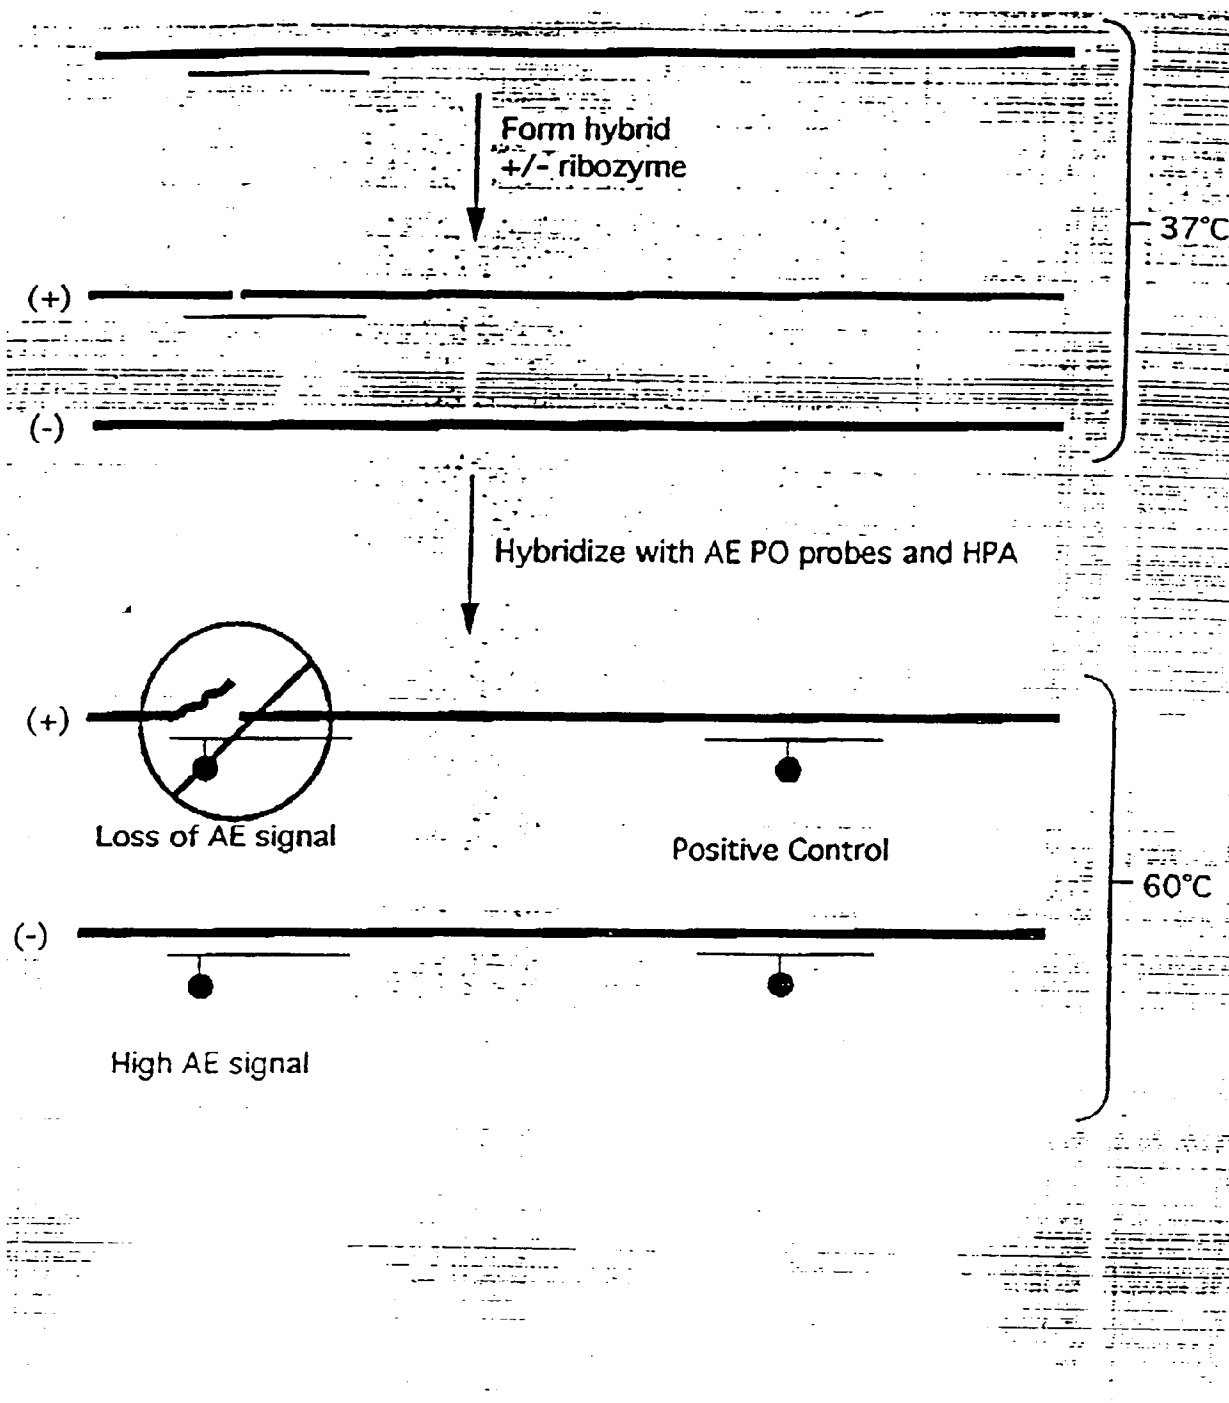 Form hybrid
+/- ribozyme
37°C
(+)
(-)
Hybridize with AE PO probes and HPA
(+)
Loss of AE signal
Positive Control
60°C
(-)
High AE signal